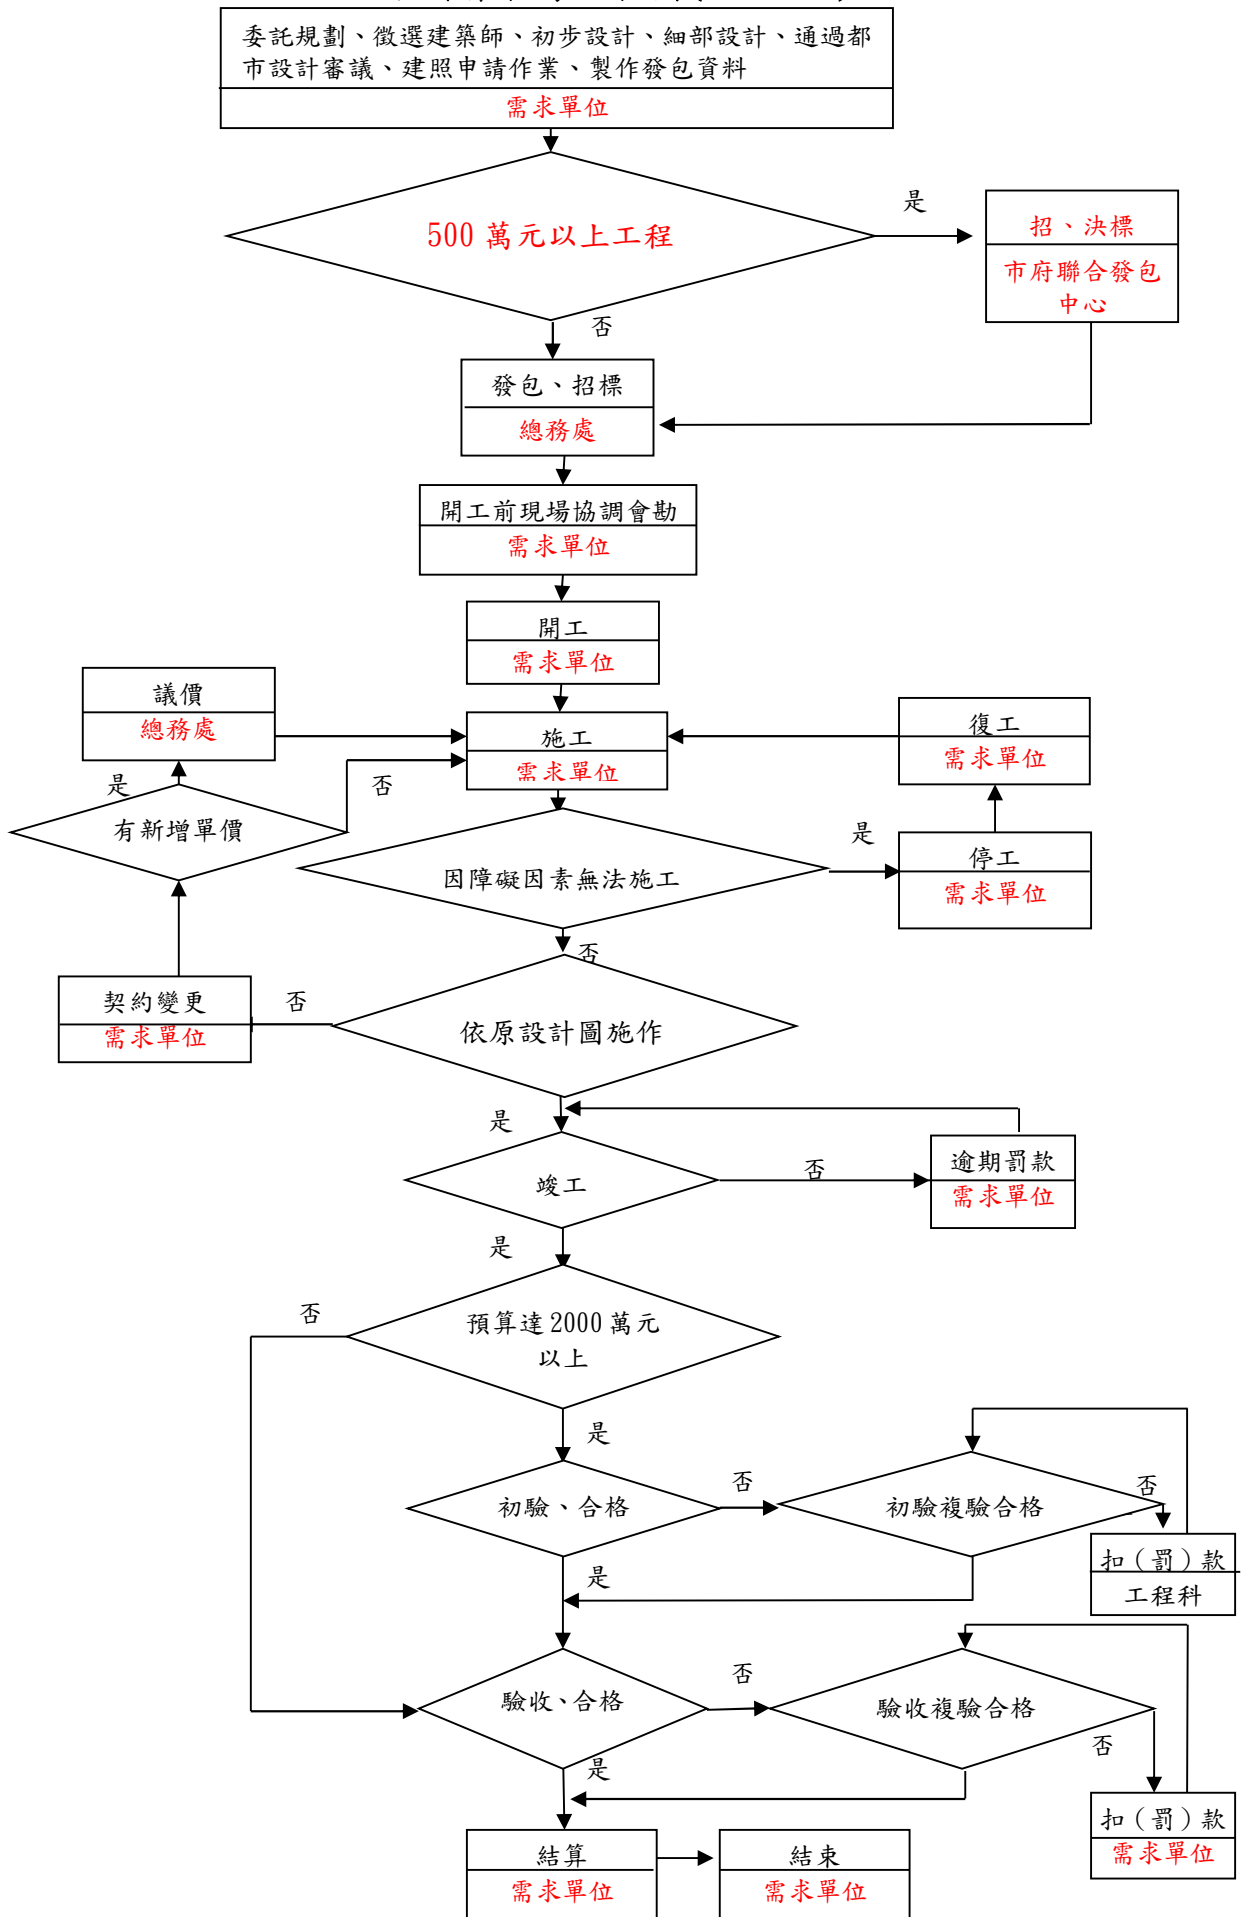 委託規劃、徵選建築師、初步設計、細部設計、通過都
市設計審議、建照申請作業、製作發包資料
需求單位
500 萬元以上工程
是
招、決標
市府聯合發包
中心
否
發包、招標
總務處
開工前現場協調會勘
需求單位
開工
需求單位
議價
總務處
施工
需求單位
復工
需求單位
是
否
有新增單價
因障礙因素無法施工
是
停工
需求單位
否
契約變更
需求單位
否
依原設計圖施作
是
竣工
否
逾期罰款
需求單位
是
否
預算達 2000 萬元
以上
是
初驗、合格
否
初驗複驗合格
否
扣（罰）款
工程科
是
驗收、合格
否
驗收複驗合格
否
扣（罰）款
需求單位
是
結算
需求單位
結束
需求單位